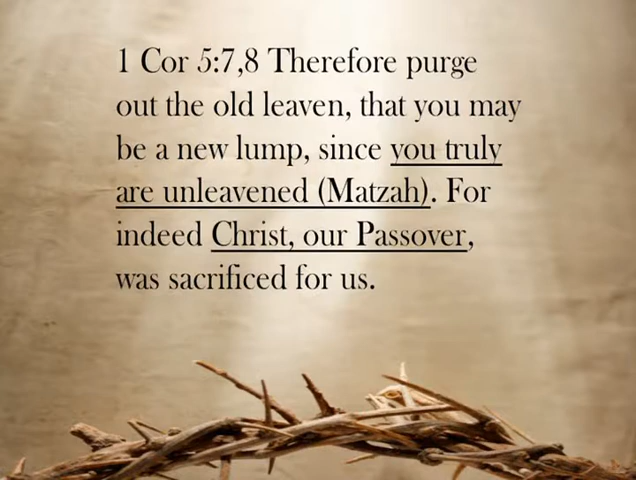 1 Cor 5:7,8 Therefore purge
out the old leaven, that you may
be a new lump, since you truly
are unleavened (Matzah). For
indeed Christ, our Passover,
was sacrificed for us.